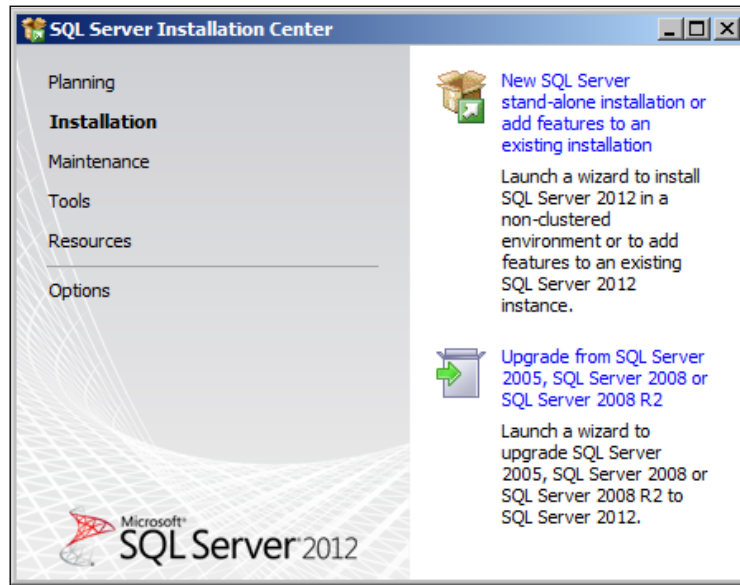 SQL Server Installation Center
Planning
Installation
Maintenance
Tools
Resources
Options
Microsoft®
SQL Server® 2012
New SQL Server
stand-alone installation or
add features to an
existing installation
Launch a wizard to install
SQL Server 2012 in a
non-clustered
environment or to add
features to an existing
SQL Server 2012
instance.
Upgrade from SQL Server
2005, SQL Server 2008 or
SQL Server 2008 R2
Launch a wizard to
upgrade SQL Server
2005, SQL Server 2008 or
SQL Server 2008 R2 to
SQL Server 2012.